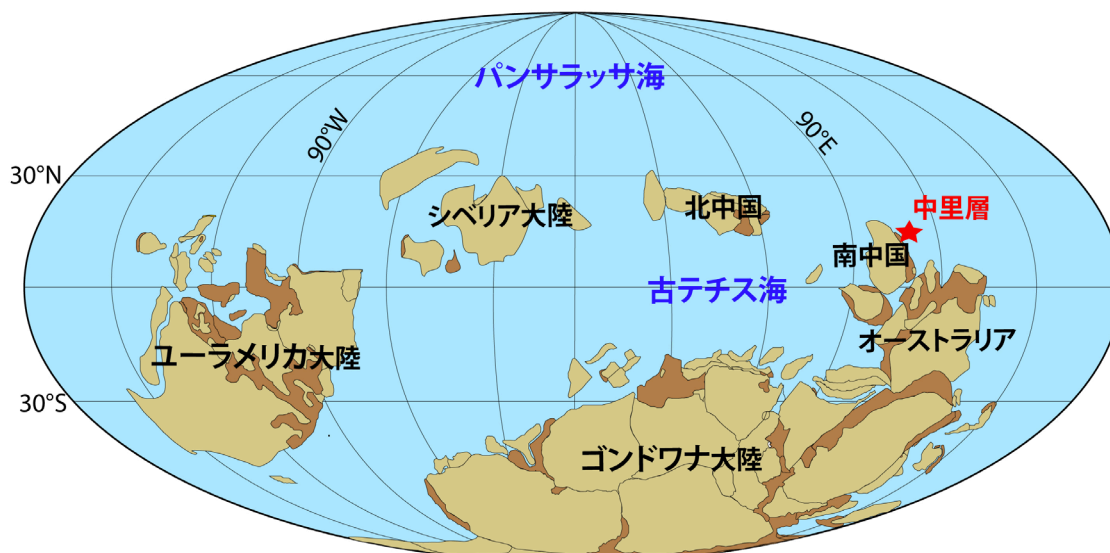 パンサラッサ海
90°W
90°E
30°N
シベリア大陸
北中国
中里層
南中国
古テチス海
ユーラメリカ大陸
オーストラリア
30°S
ゴンドワナ大陸